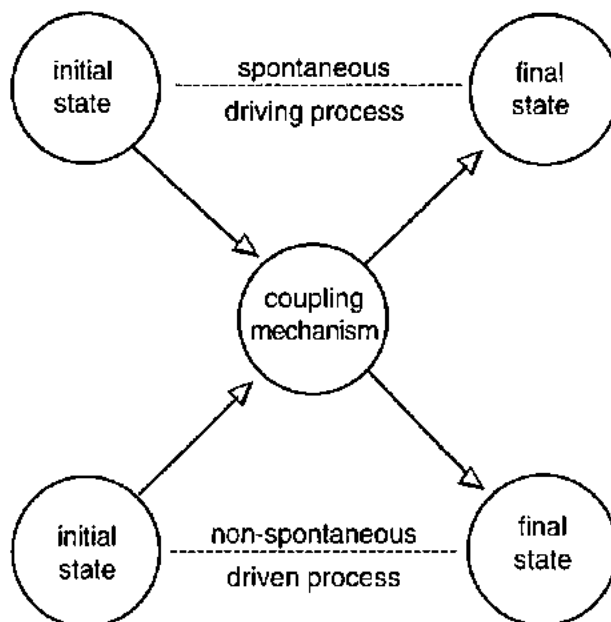 initial
state
spontaneous
driving process
final
state
coupling
mechanism
initial
state
non-spontaneous
driven process
final
state